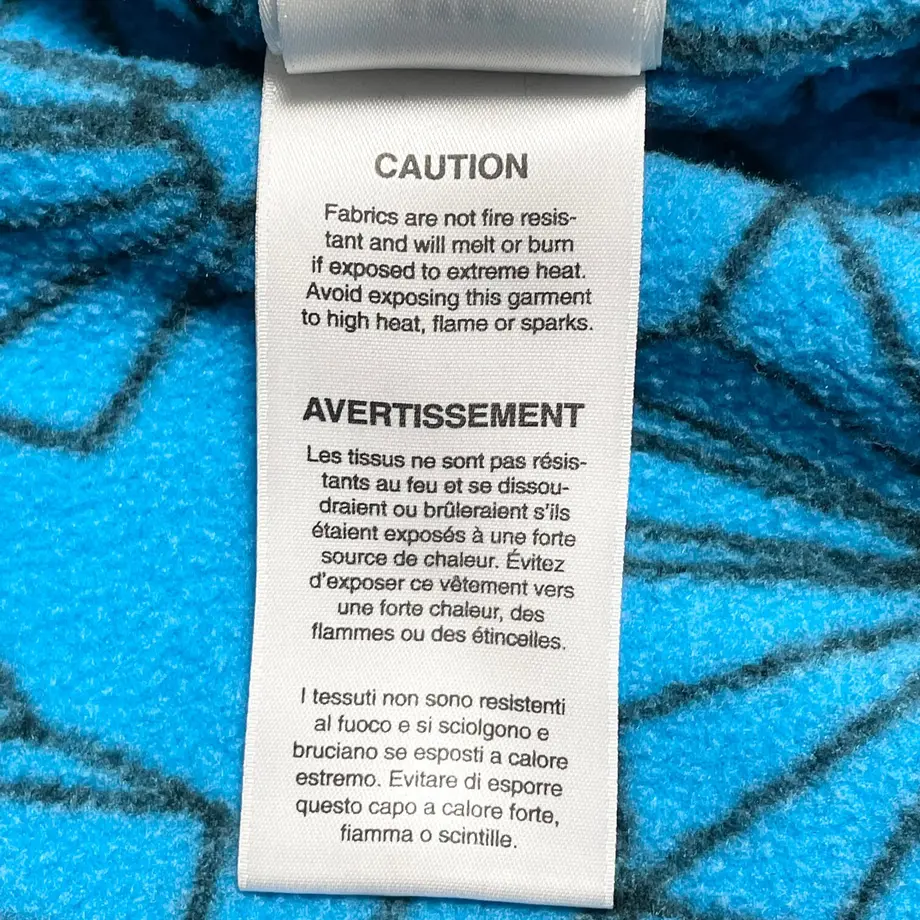 CAUTION
Fabrics are not fire resis-
tant and will melt or burn
if exposed to extreme heat.
Avoid exposing this garment
to high heat, flame or sparks.
AVERTISSEMENT
Les tissus ne sont pas résis-
tants au feu et se dissou-
draient ou brûleraient s'ils
étaient exposés à une forte
source de chaleur. Évitez
d'exposer ce vêtement vers
une forte chaleur, des
flammes ou des étincelles.
I tessuti non sono resistenti
al fuoco e si sciolgono e
bruciano se esposti a calore
estremo. Evitare di esporre
questo capo a calore forte,
fiamma o scintille.